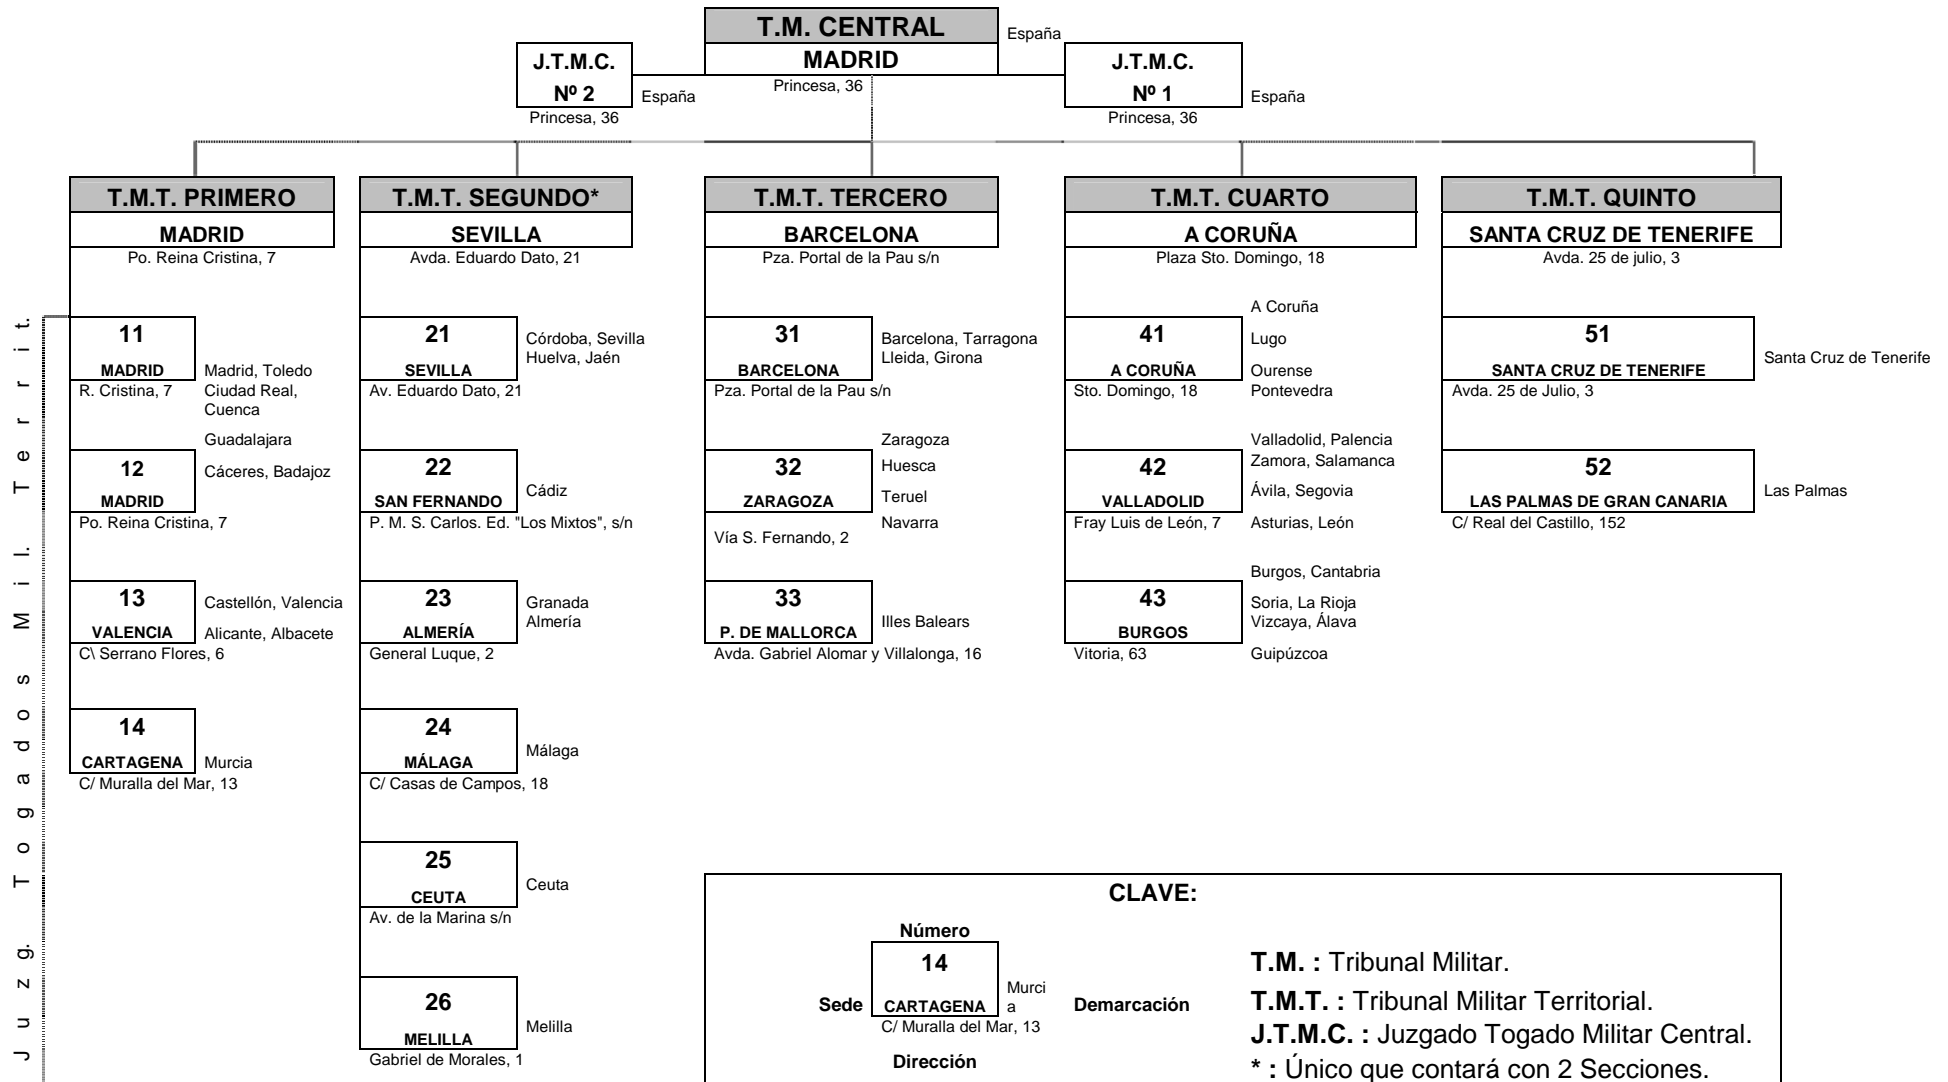 T.M. CENTRAL
España
MADRID
Princesa, 36
J.T.M.C.
Nº 2
España
Princesa, 36
J.T.M.C.
Nº 1
España
Princesa, 36
T.M.T. PRIMERO
MADRID
Po. Reina Cristina, 7
T.M.T. SEGUNDO*
SEVILLA
Avda. Eduardo Dato, 21
T.M.T. TERCERO
BARCELONA
Pza. Portal de la Pau s/n
T.M.T. CUARTO
A CORUÑA
Plaza Sto. Domingo, 18
T.M.T. QUINTO
SANTA CRUZ DE TENERIFE
Avda. 25 de julio, 3
Juzg. Togados Mil. Territ.
11
MADRID
R. Cristina, 7
Madrid, Toledo
Ciudad Real,
Cuenca
Guadalajara
12
MADRID
Po. Reina Cristina, 7
Cáceres, Badajoz
13
VALENCIA
C\ Serrano Flores, 6
Castellón, Valencia
Alicante, Albacete
14
CARTAGENA
C/ Muralla del Mar, 13
Murcia
21
SEVILLA
Av. Eduardo Dato, 21
Córdoba, Sevilla
Huelva, Jaén
22
SAN FERNANDO
P. M. S. Carlos. Ed. "Los Mixtos", s/n
Cádiz
23
ALMERÍA
General Luque, 2
Granada
Almería
24
MÁLAGA
C/ Casas de Campos, 18
Málaga
25
CEUTA
Av. de la Marina s/n
Ceuta
26
MELILLA
Gabriel de Morales, 1
Melilla
31
BARCELONA
Pza. Portal de la Pau s/n
Barcelona, Tarragona
Lleida, Girona
32
ZARAGOZA
Vía S. Fernando, 2
Zaragoza
Huesca
Teruel
Navarra
33
P. DE MALLORCA
Avda. Gabriel Alomar y Villalonga, 16
Illes Balears
41
A CORUÑA
Sto. Domingo, 18
A Coruña
Lugo
Ourense
Pontevedra
42
VALLADOLID
Fray Luis de León, 7
Valladolid, Palencia
Zamora, Salamanca
Ávila, Segovia
Asturias, León
43
BURGOS
Vitoria, 63
Burgos, Cantabria
Soria, La Rioja
Vizcaya, Álava
Guipúzcoa
51
SANTA CRUZ DE TENERIFE
Avda. 25 de Julio, 3
Santa Cruz de Tenerife
52
LAS PALMAS DE GRAN CANARIA
C/ Real del Castillo, 152
Las Palmas
CLAVE:
Número
14
Sede
CARTAGENA
Murci
a
Demarcación
C/ Muralla del Mar, 13
Dirección
T.M. : Tribunal Militar.
T.M.T. : Tribunal Militar Territorial.
J.T.M.C. : Juzgado Togado Militar Central.
* : Único que contará con 2 Secciones.